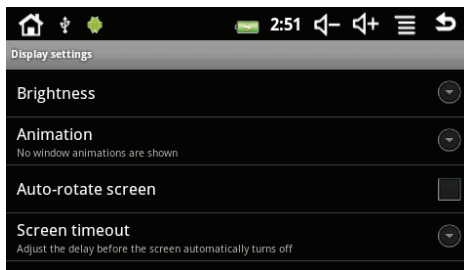 2:51
Display settings
Brightness
Animation
No window animations are shown
Auto-rotate screen
Screen timeout
Adjust the delay before the screen automatically turns off